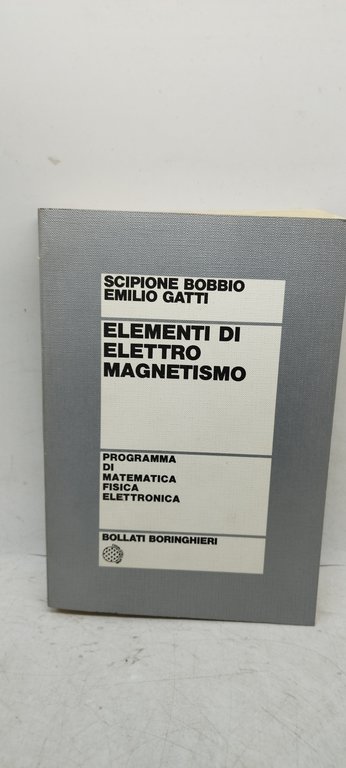 SCIPIONE BOBBIO
EMILIO GATTI
ELEMENTI DI
ELETTRO
MAGNETISMO
PROGRAMMA
DI
MATEMATICA
FISICA
ELETTRONICA
BOLLATI BORINGHIERI